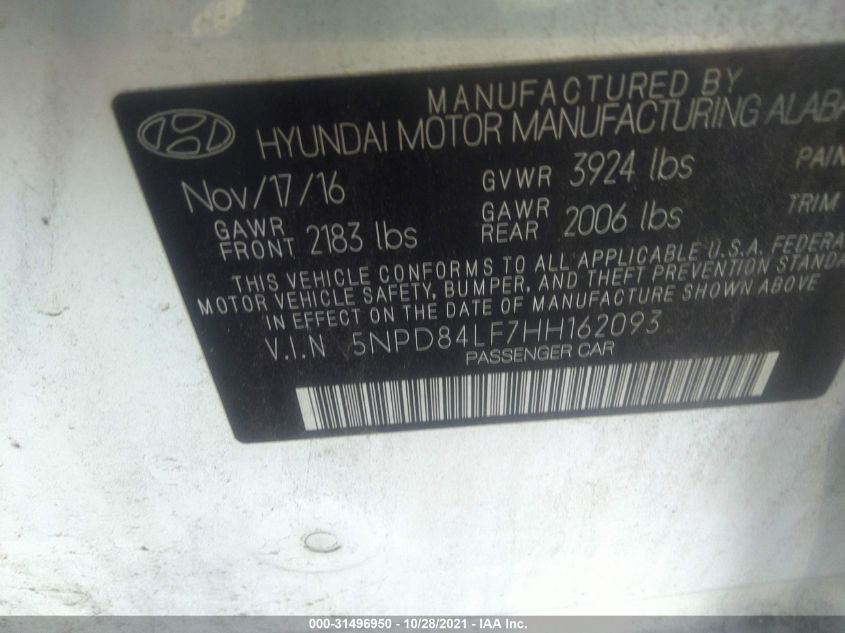 MANUFACTURED BY
HYUNDAI MOTOR MANUFACTURING ALABA
Nov/17/16 GVWR 3924 lbs PAIN
GAWR FRONT 2183 lbs GAWR REAR 2006 lbs TRIM
THIS VEHICLE CONFORMS TO ALL APPLICABLE U.S.A. FEDERA
MOTOR VEHICLE SAFETY, BUMPER, AND THEFT PREVENTION STANDA
IN EFFECT ON THE DATE OF MANUFACTURE SHOWN ABOVE
V.I.N 5NPD84LF7HH162093
PASSENGER CAR
000-31496950 - 10/28/2021 - IAA Inc.